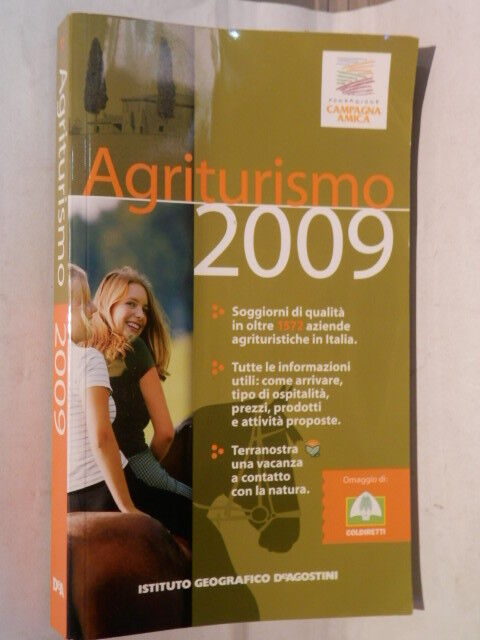 Agriturismo 2009
DeA
FONDAZIONE
CAMPAGNA
AMICA
Agriturismo
2009
Soggiorni di qualità
in oltre 1572 aziende
agrituristiche in Italia.
Tutte le informazioni
utili: come arrivare,
tipo di ospitalità,
prezzi, prodotti
e attività proposte.
Terranostra
una vacanza
a contatto
con la natura.
Omaggio di:
COLDIRETTI
ISTITUTO GEOGRAFICO DeAGOSTINI